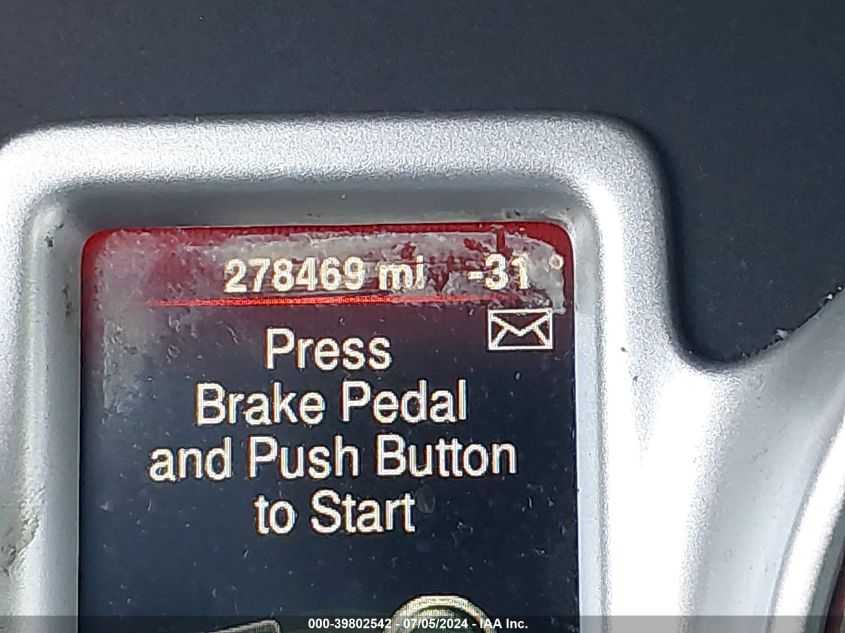 278469 mi -31 °
Press
Brake Pedal
and Push Button
to Start
000-39802542 - 07/05/2024 - IAA Inc.